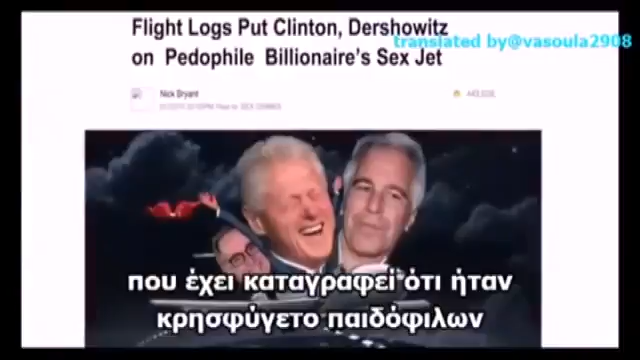 Flight Logs Put Clinton, Dershowitz
translated by@vasoula2908
on Pedophile Billionaire's Sex Jet
Nick Bryant
που έχει καταγραφεί ότι ήταν
κρησφύγετο παιδόφιλων